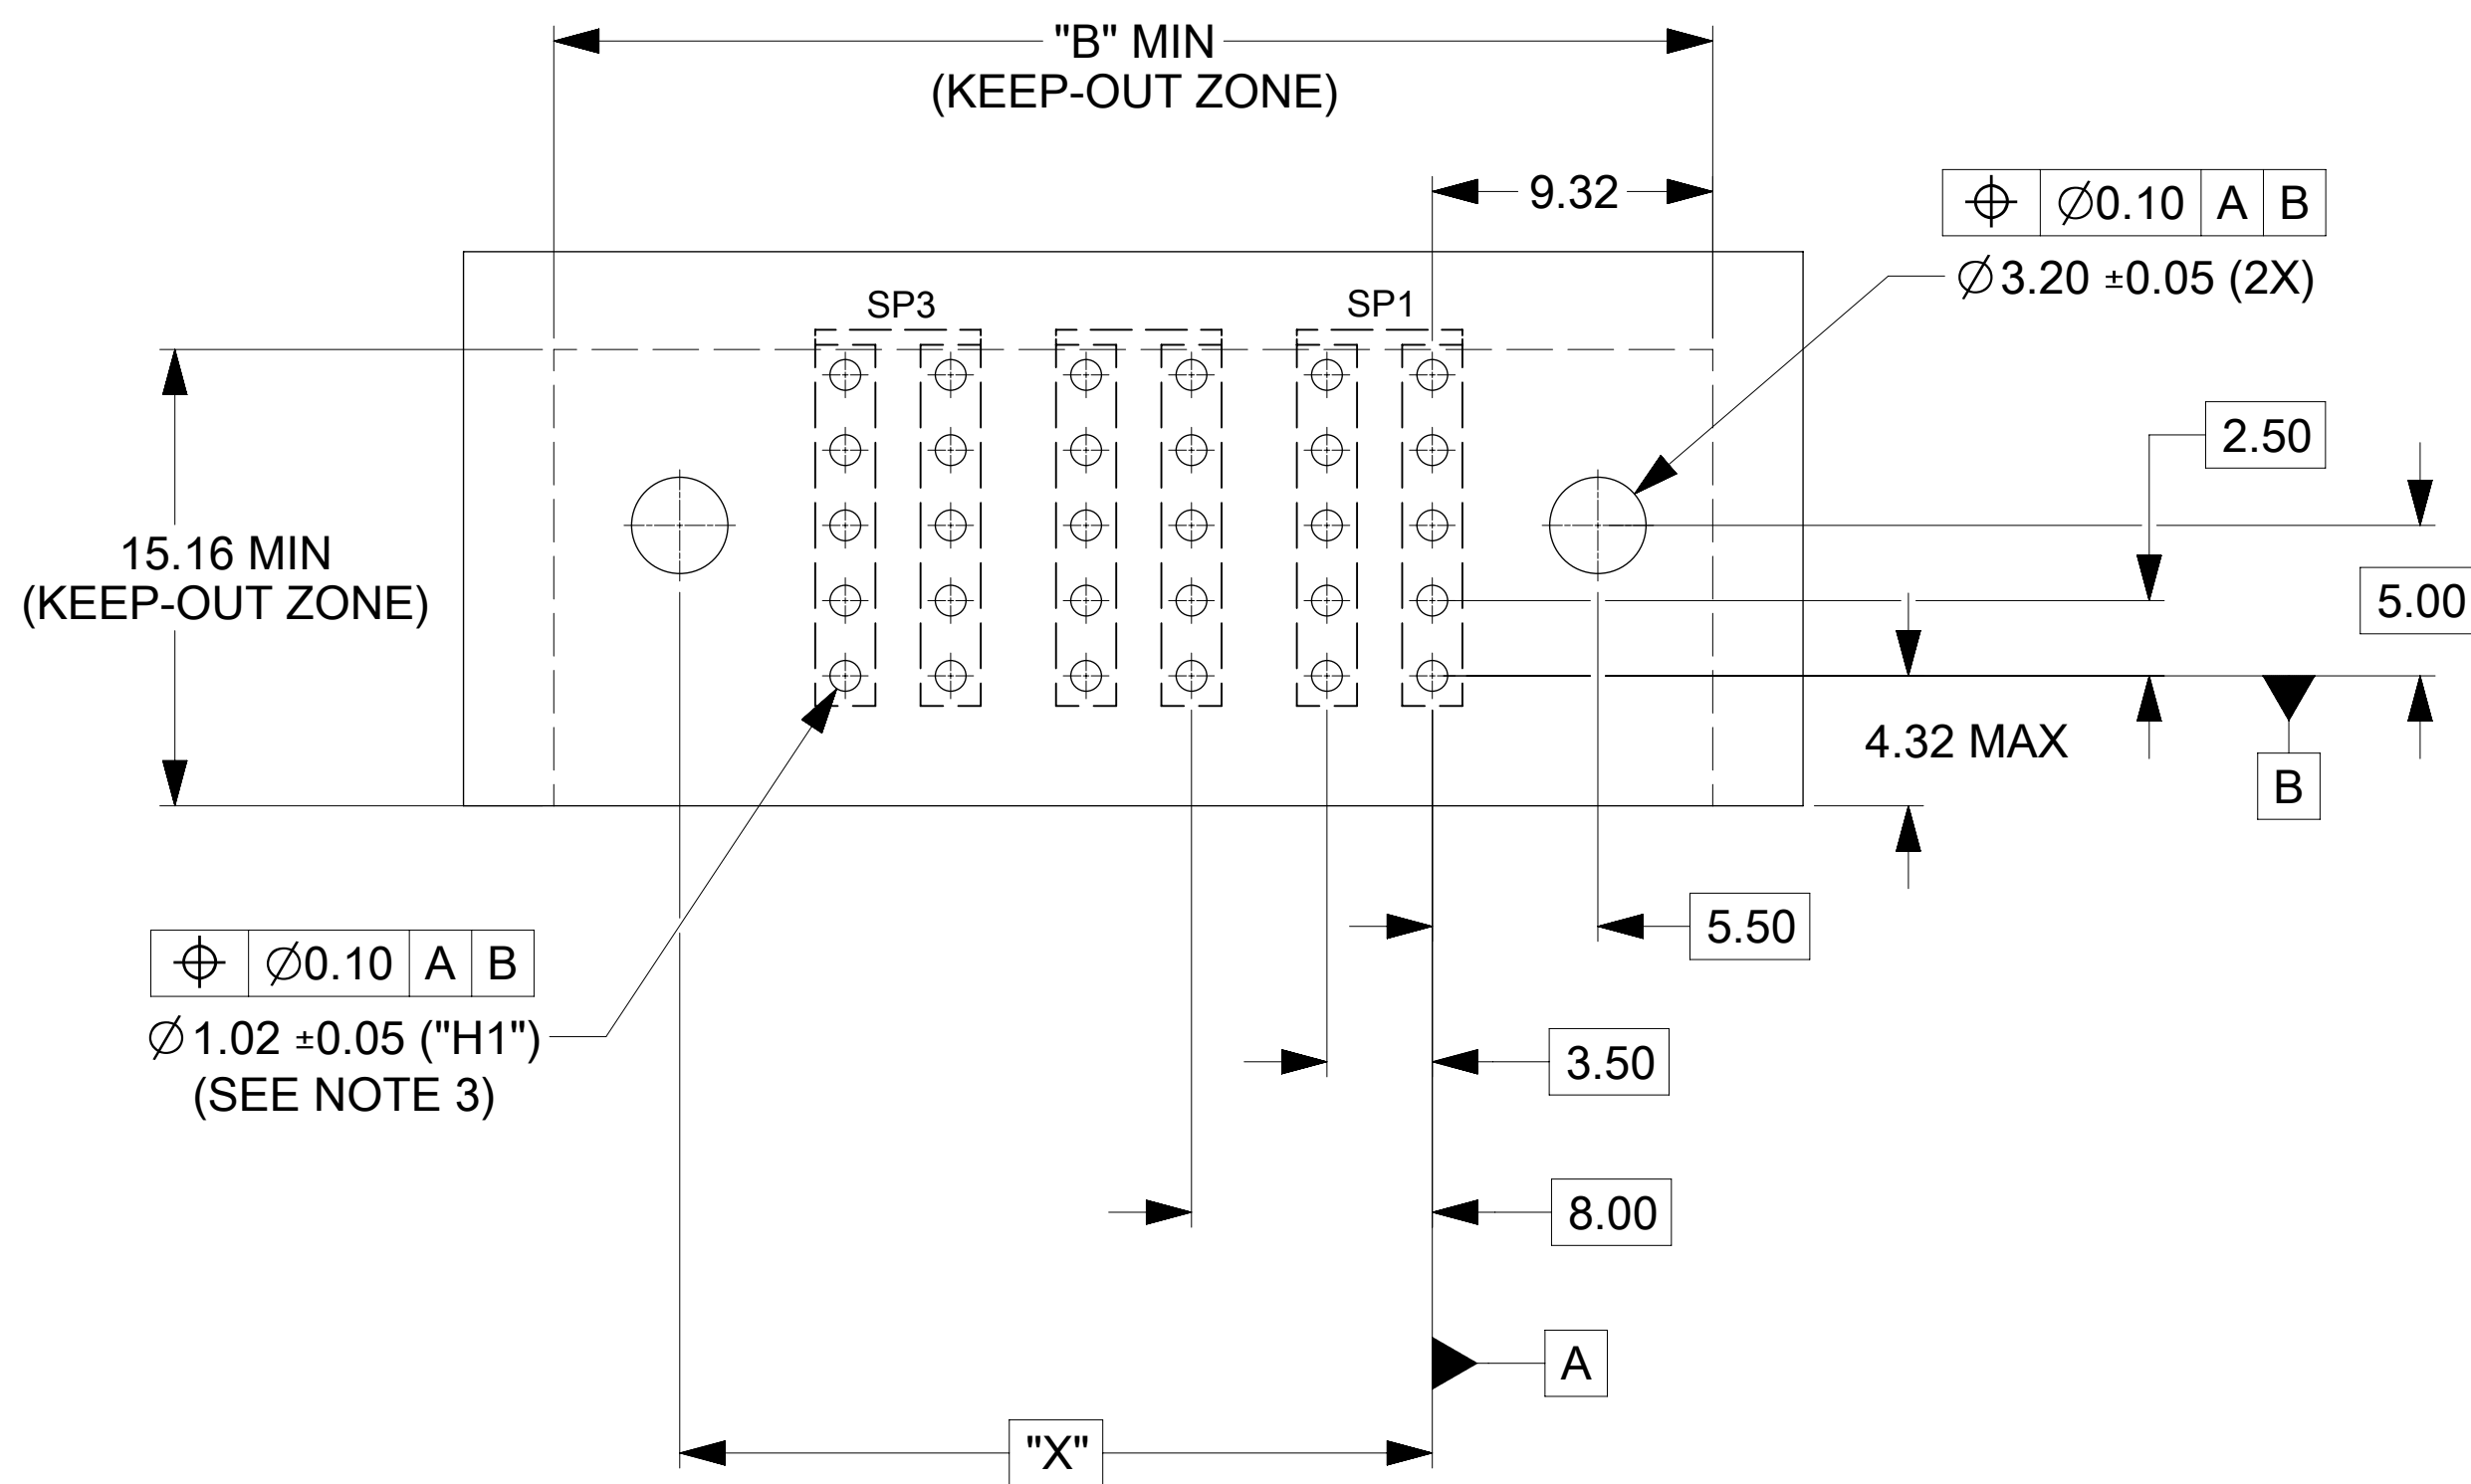 "B" MIN
(KEEP-OUT ZONE)
9.32
⌖ ∅0.10 A B
∅3.20 ±0.05 (2X)
SP3
SP1
2.50
15.16 MIN
(KEEP-OUT ZONE)
5.00
4.32 MAX
B
5.50
⌖ ∅0.10 A B
∅1.02 ±0.05 ("H1")
(SEE NOTE 3)
3.50
8.00
A
"X"